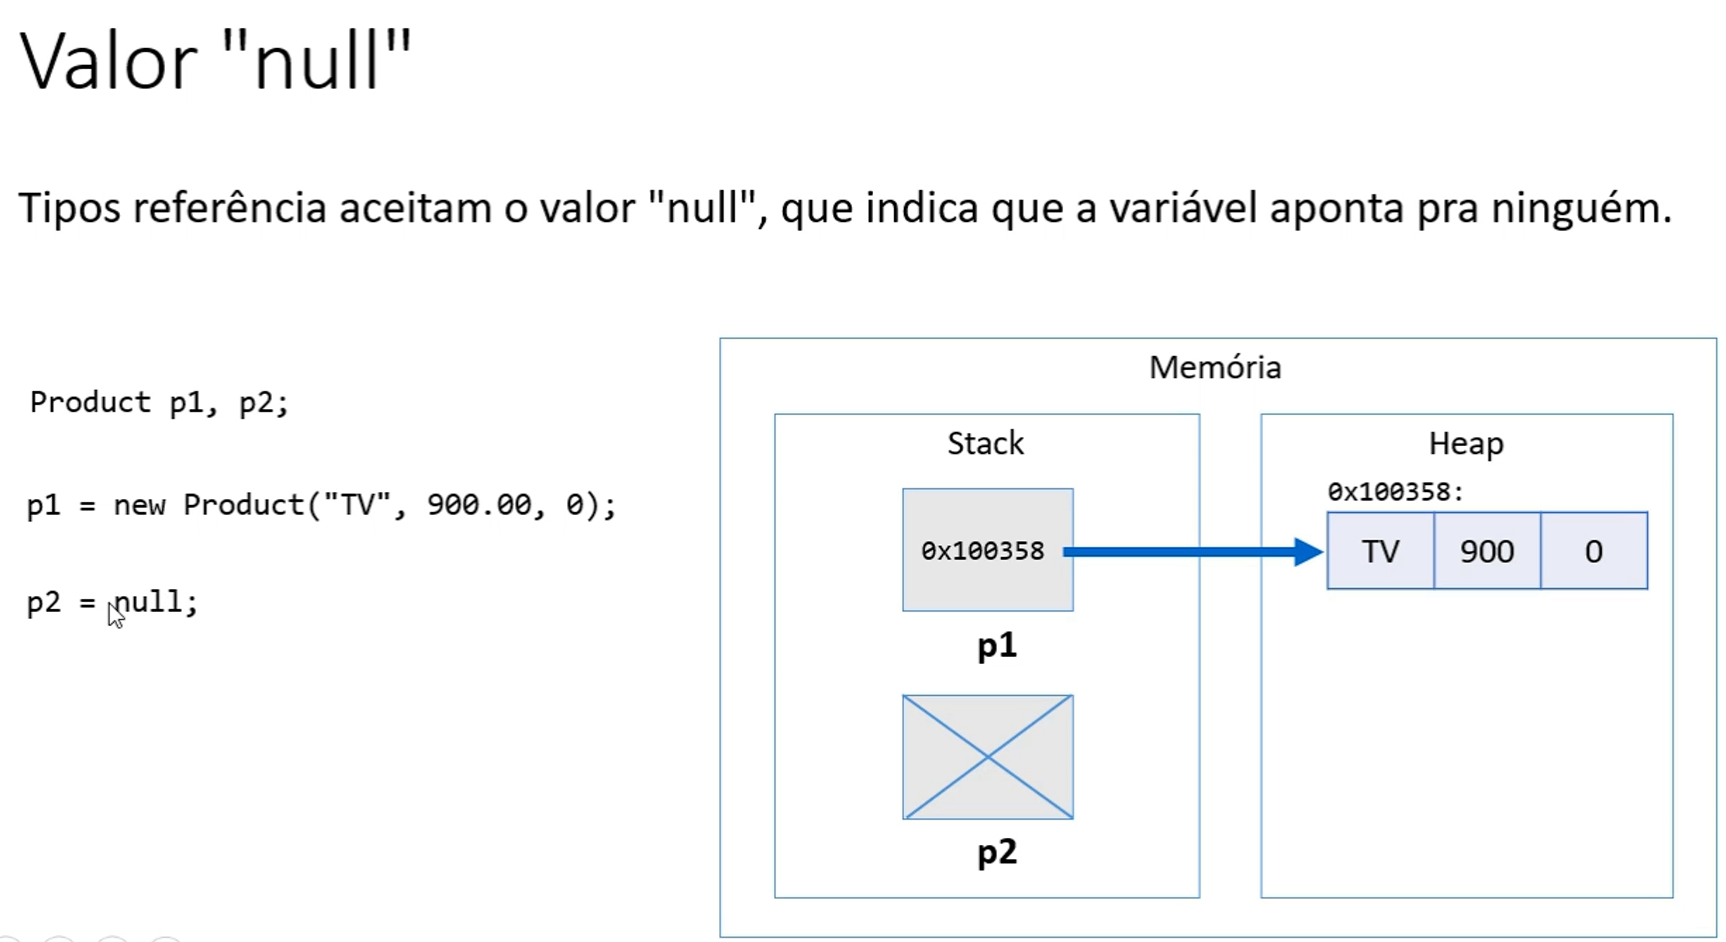 Valor "null"
Tipos referência aceitam o valor "null", que indica que a variável aponta pra ninguém.
Product p1, p2;
p1 = new Product("TV", 900.00, 0);
p2 = null;
Memória
Stack
0x100358
p1
p2
Heap
0x100358:
TV 900 0